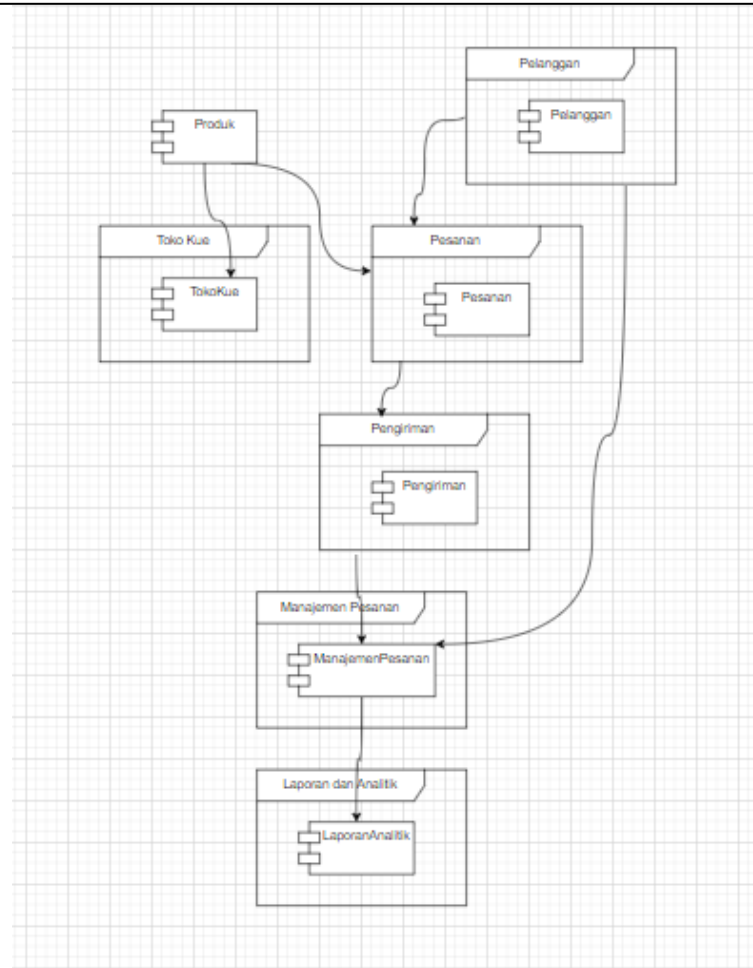 Pelanggan
Pelanggan
Produk
Toko Kue
TokoKue
Pesanan
Pesanan
Pengiriman
Pengiriman
Manajemen Pesanan
ManajemenPesanan
Laporan dan Analitik
LaporanAnalitik